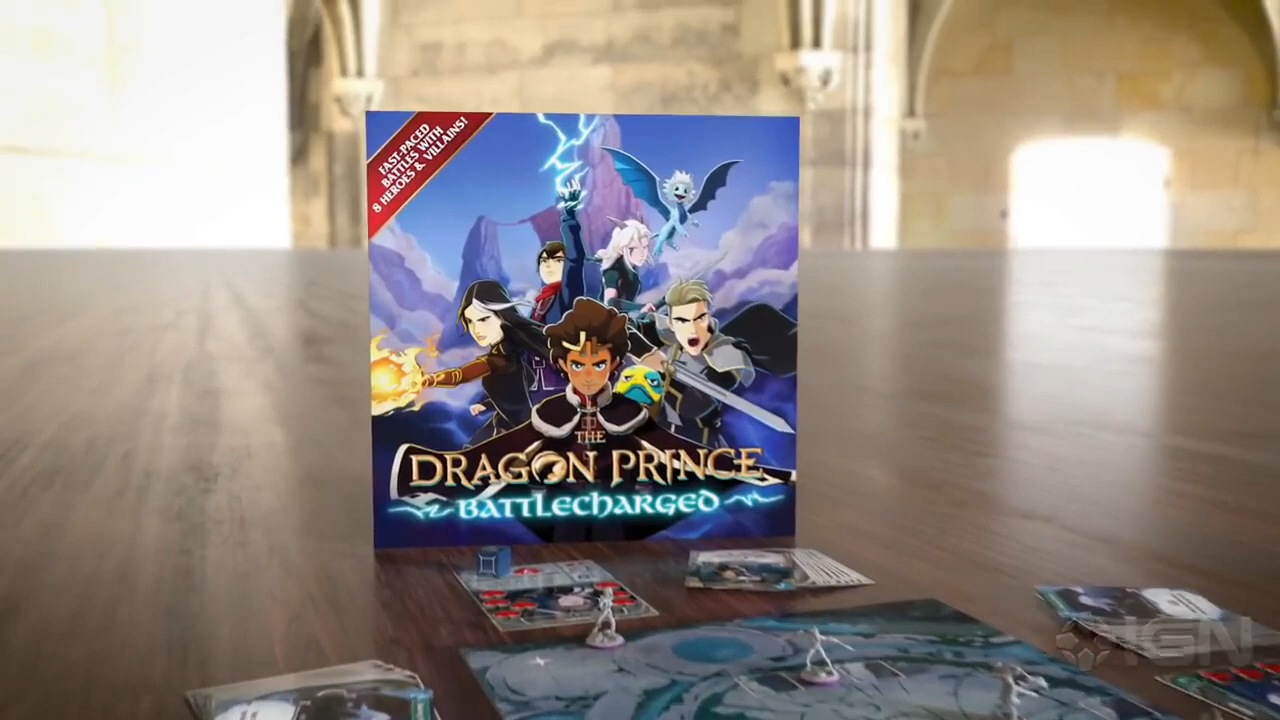 FAST-PACED
BATTLES WITH
8 HEROES & VILLAINS!
THE
DRAGON PRINCE
BATTLECHARGED
IGN